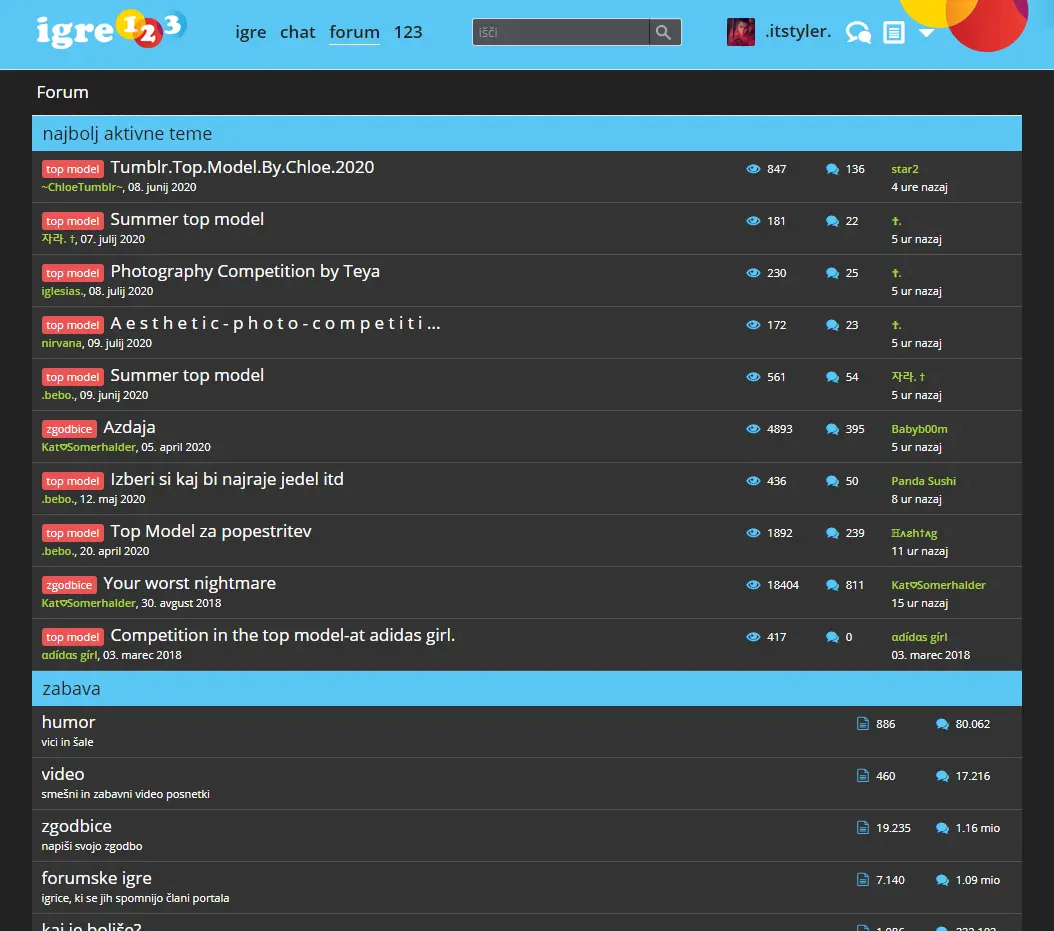 igre123
igre chat forum 123
išči
.itstyler.
Forum
najbolj aktivne teme
top model Tumblr.Top.Model.By.Chloe.2020 847 136 star2
~ChloeTumblr~, 08. junij 2020 4 ure nazaj
top model Summer top model 181 22 ✝.
자라. †, 07. julij 2020 5 ur nazaj
top model Photography Competition by Teya 230 25 ✝.
iglesias., 08. julij 2020 5 ur nazaj
top model A e s t h e t i c - p h o t o - c o m p e t i t i ... 172 23 ✝.
nirvana, 09. julij 2020 5 ur nazaj
top model Summer top model 561 54 자라. †
.bebo., 09. junij 2020 5 ur nazaj
zgodbice Azdaja 4893 395 Babyb00m
Kat♡Somerhalder, 05. april 2020 5 ur nazaj
top model Izberi si kaj bi najraje jedel itd 436 50 Panda Sushi
.bebo., 12. maj 2020 8 ur nazaj
top model Top Model za popestritev 1892 239
.bebo., 20. april 2020 11 ur nazaj
zgodbice Your worst nightmare 18404 811 Kat♡Somerhalder
Kat♡Somerhalder, 30. avgust 2018 15 ur nazaj
top model Competition in the top model-at adidas girl. 417 0 αdídαs gírl
αdídαs gírl, 03. marec 2018 03. marec 2018
zabava
humor 886 80.062
vici in šale
video 460 17.216
smešni in zabavni video posnetki
zgodbice 19.235 1.16 mio
napiši svojo zgodbo
forumske igre 7.140 1.09 mio
igrice, ki se jih spomnijo člani portala
kaj je boljše?